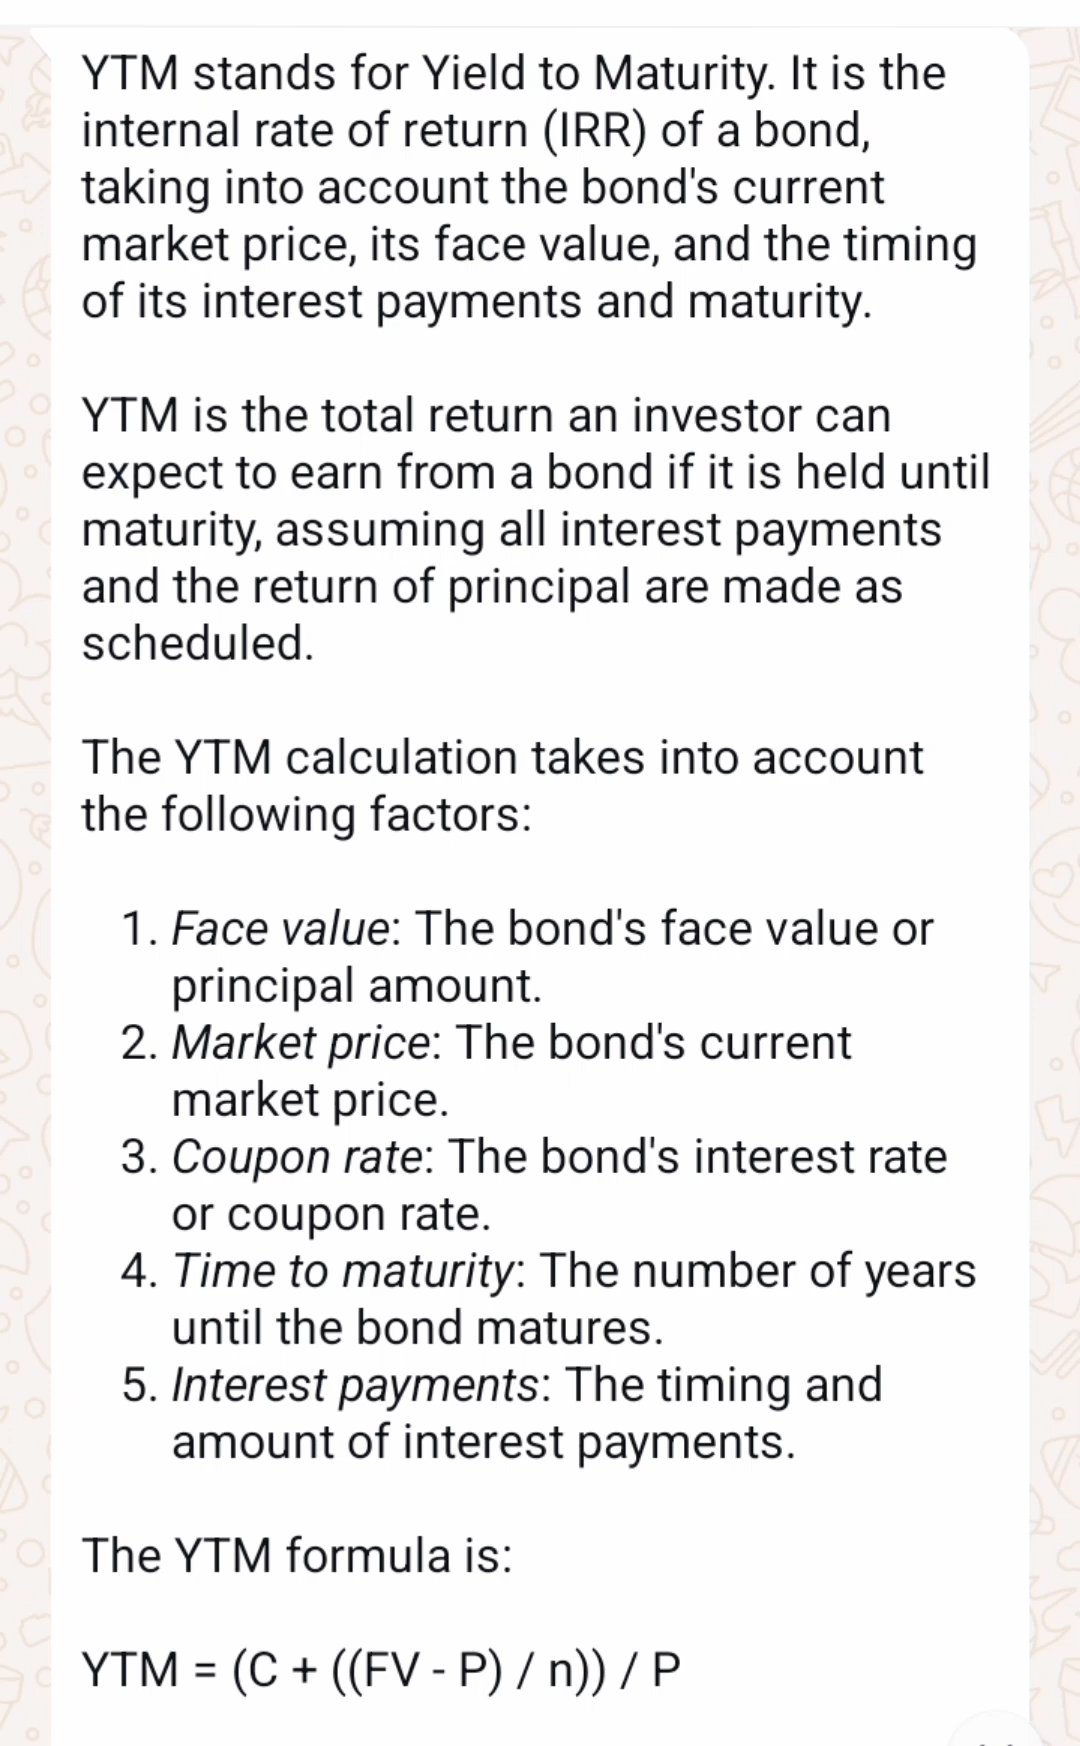 YTM stands for Yield to Maturity. It is the
internal rate of return (IRR) of a bond,
taking into account the bond's current
market price, its face value, and the timing
of its interest payments and maturity.
YTM is the total return an investor can
expect to earn from a bond if it is held until
maturity, assuming all interest payments
and the return of principal are made as
scheduled.
The YTM calculation takes into account
the following factors:
1. Face value: The bond's face value or
principal amount.
2. Market price: The bond's current
market price.
3. Coupon rate: The bond's interest rate
or coupon rate.
4. Time to maturity: The number of years
until the bond matures.
5. Interest payments: The timing and
amount of interest payments.
The YTM formula is:
YTM = (C + ((FV - P) / n)) / P